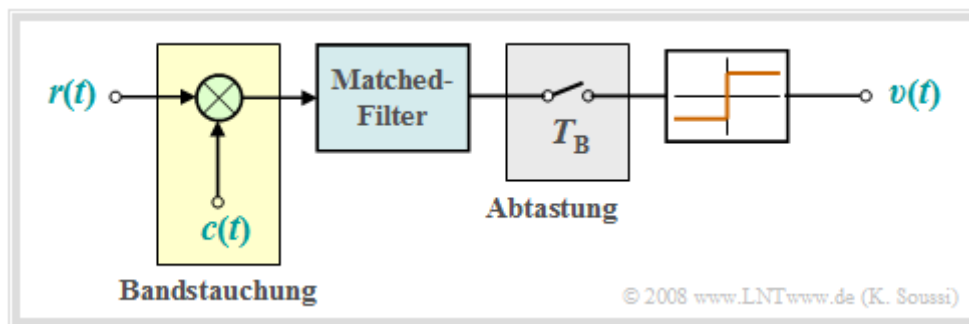 r(t)
c(t)
Bandstauchung
Matched-
Filter
T_B
Abtastung
v(t)
© 2008 www.LNTwww.de (K. Soussi)